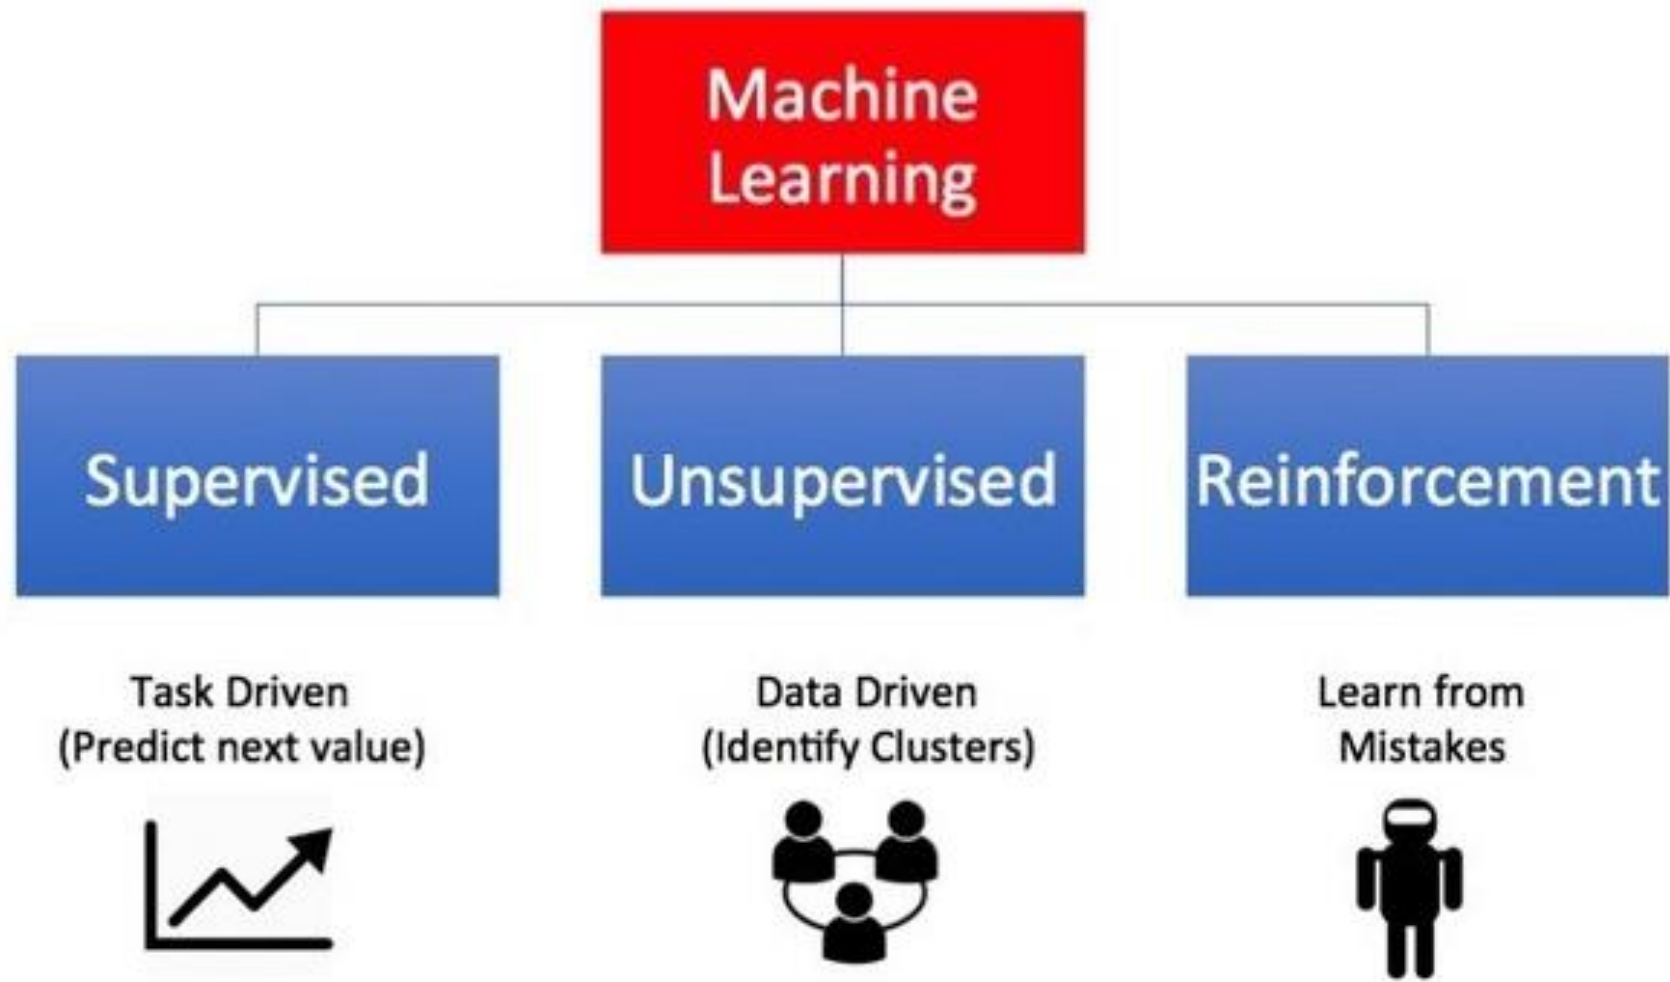 Machine
Learning
Supervised
Unsupervised
Reinforcement
Task Driven
(Predict next value)
Data Driven
(Identify Clusters)
Learn from
Mistakes